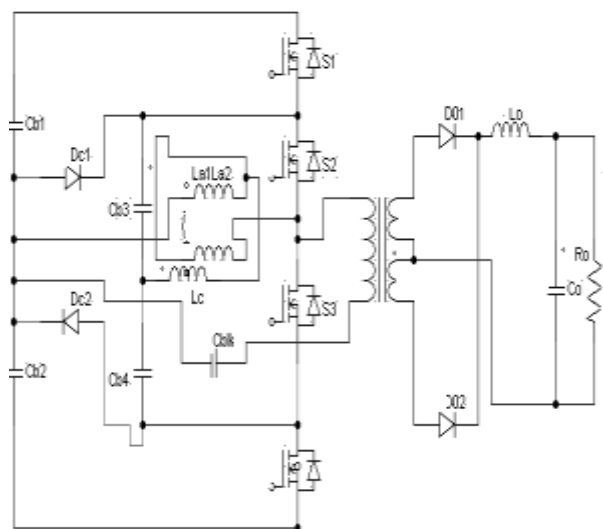 S1
Cb1
Dc1
S2
La1La2
Cb3
D01
Lo
Lc
Dc2
S3
Cblk
Ro
Co
Cb2
Cb4
D02